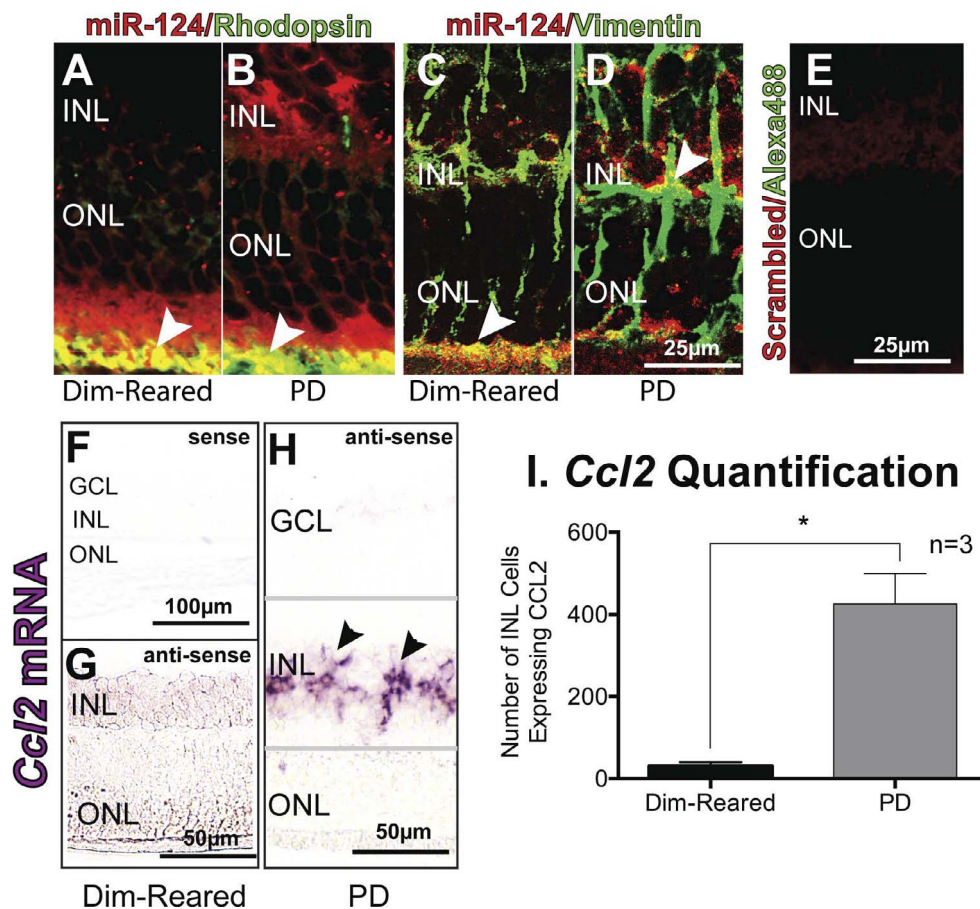 miR-124/Rhodopsin
miR-124/Vimentin
A
INL
ONL
Dim-Reared
B
ONL
PD
C
INL
ONL
Dim-Reared
D
INL
ONL
25µm
PD
Scrambled/Alexa488
E
INL
ONL
25µm
Ccl2 mRNA
F
sense
GCL
INL
ONL
100µm
G
anti-sense
INL
ONL
50µm
Dim-Reared
H
anti-sense
GCL
INL
ONL
50µm
PD
I. Ccl2 Quantification
Number of INL Cells
Expressing CCL2
600
400
200
0
*
n=3
Dim-Reared
PD